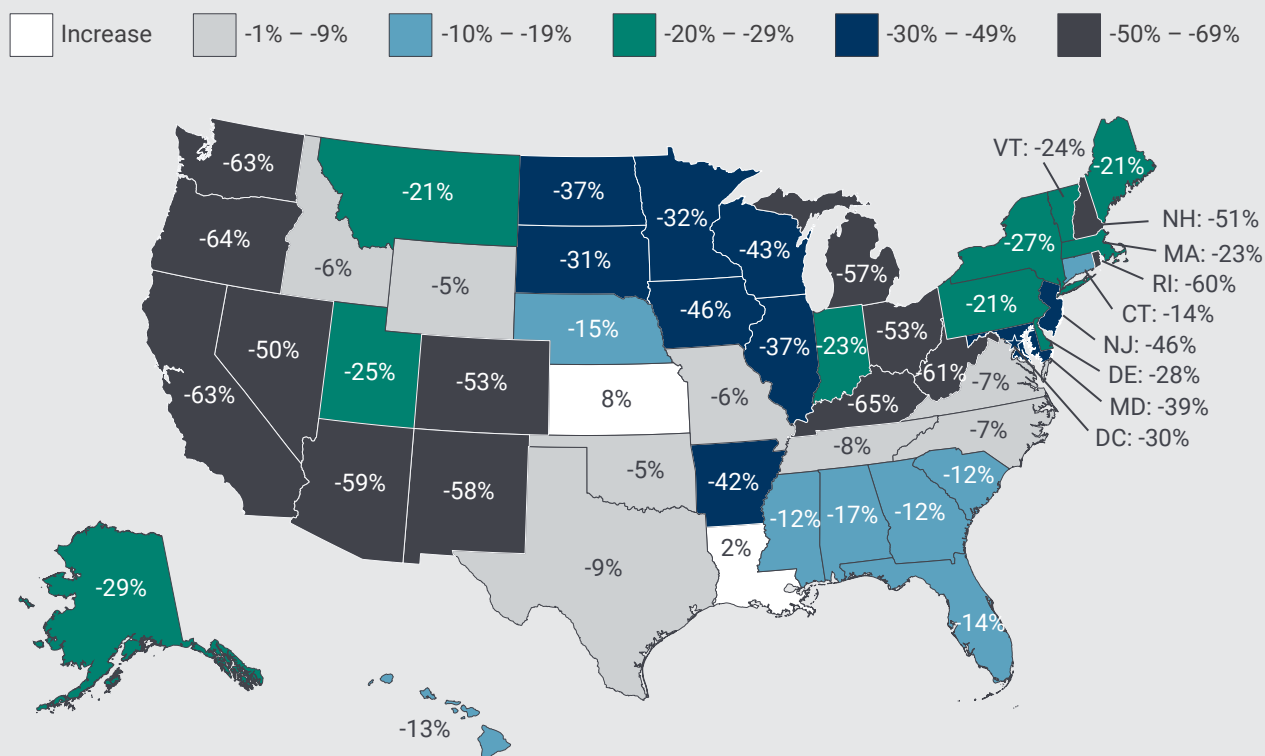 Increase
-1% – -9%
-10% – -19%
-20% – -29%
-30% – -49%
-50% – -69%
VT: -24%
-63%
-21%
-21%
-37%
-32%
NH: -51%
-64%
-27%
-43%
MA: -23%
-6%
-31%
-57%
RI: -60%
-5%
-46%
-21%
CT: -14%
-15%
-53%
-50%
-37%
-23%
NJ: -46%
-25%
-53%
61%
-7%
DE: -28%
-63%
8%
-6%
-65%
MD: -39%
-7%
DC: -30%
-8%
-5%
-59%
-58%
-42%
-12%
-12%
-17%
-12%
2%
-9%
-29%
-14%
-13%